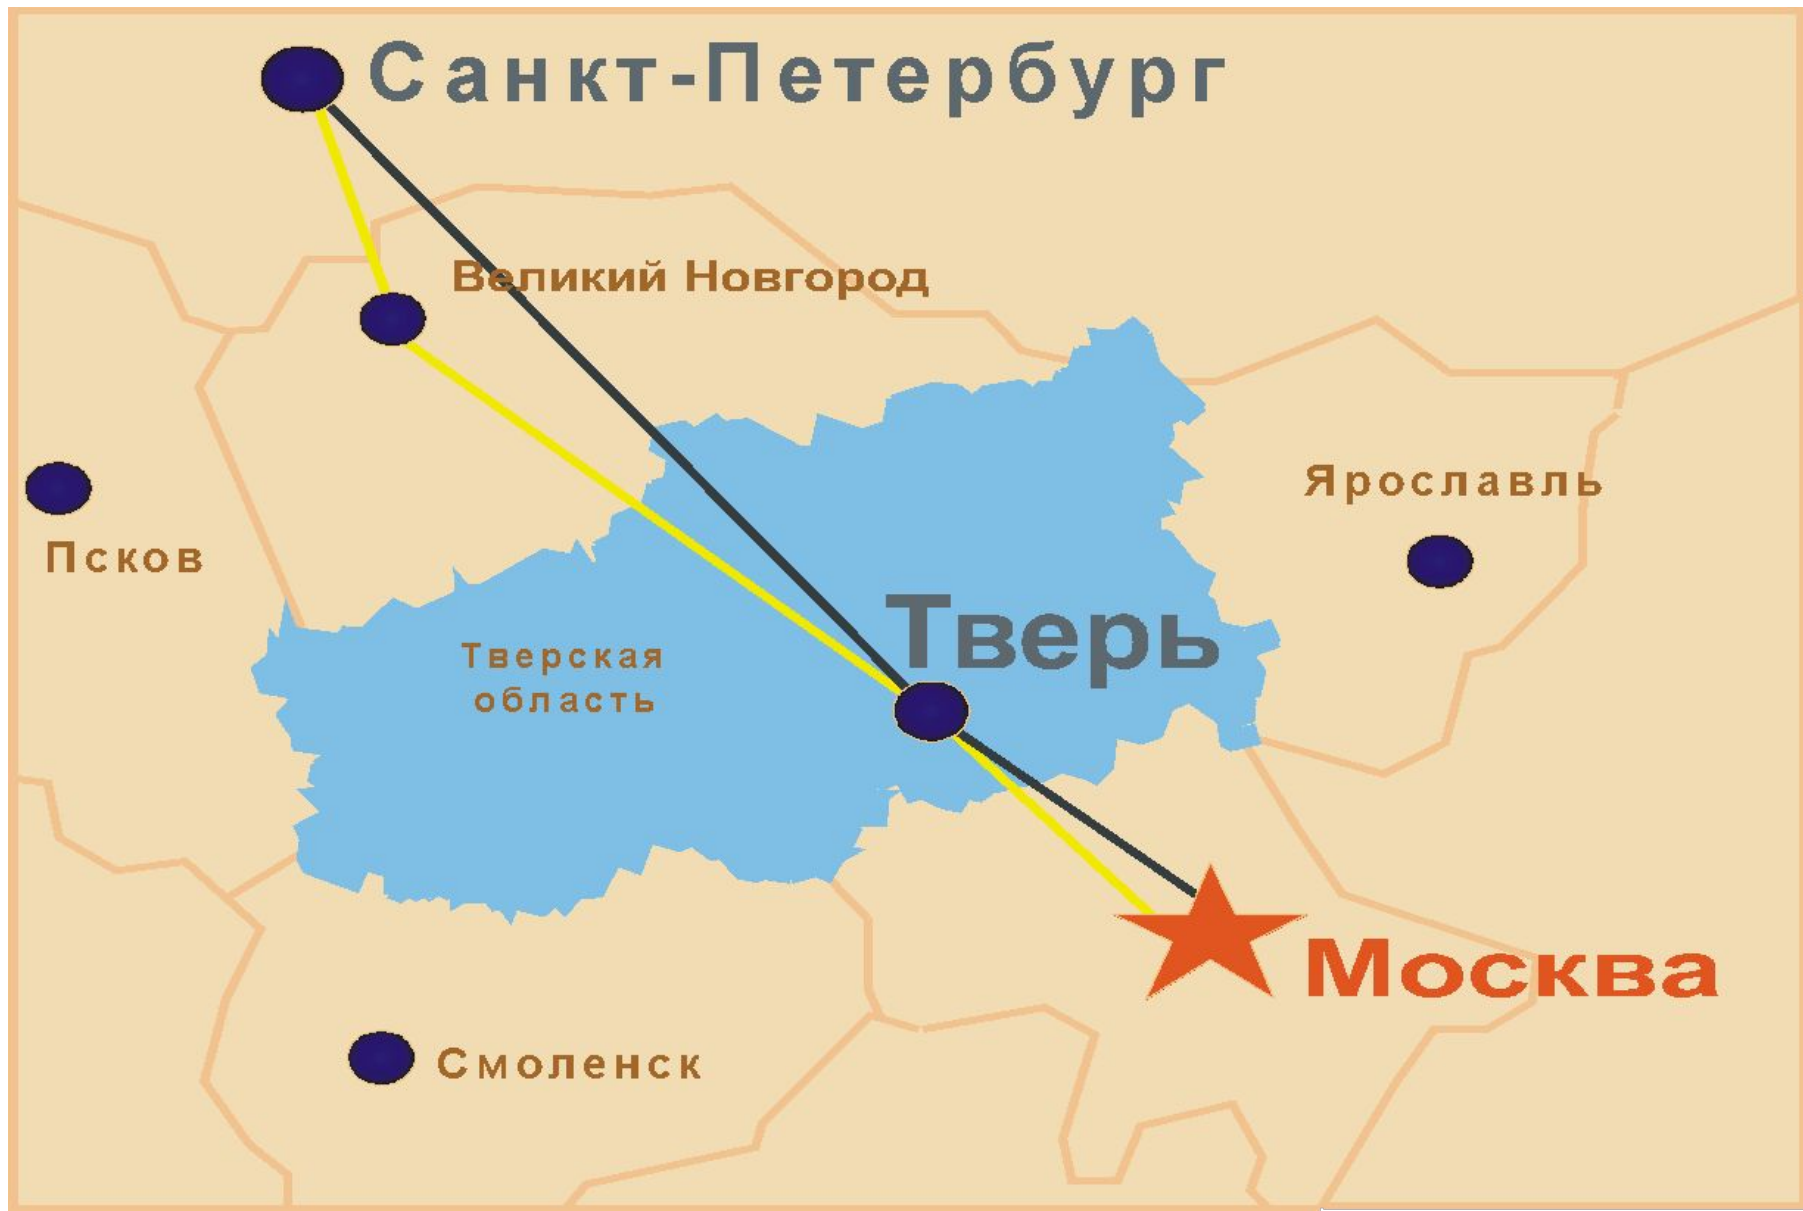 Санкт-Петербург
Великий Новгород
Ярославль
Псков
Тверь
Тверская
область
Москва
Смоленск